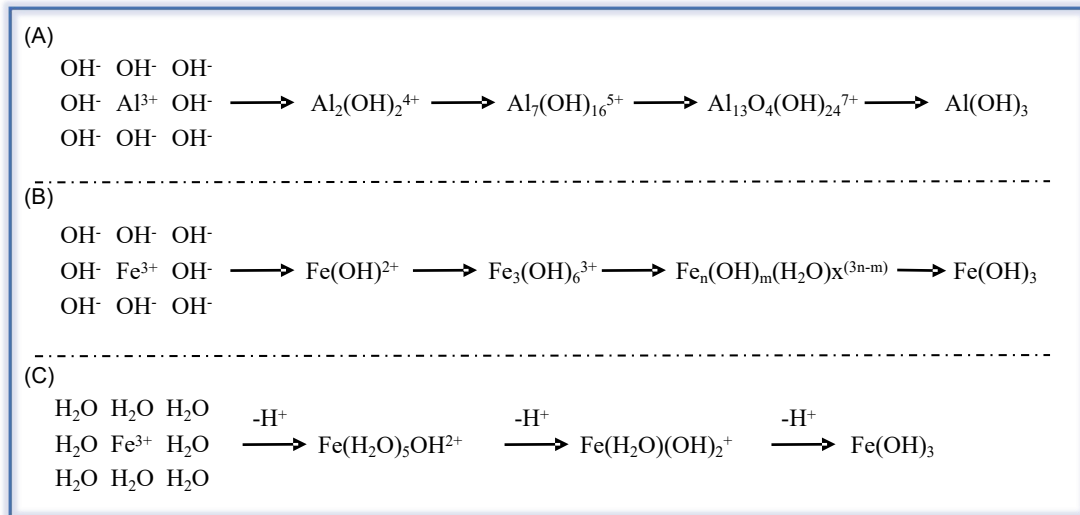 (A)
OH⁻ OH⁻ OH⁻
OH⁻ Al³⁺ OH⁻ → Al₂(OH)₂⁴⁺ → Al₇(OH)₁₆⁵⁺ → Al₁₃O₄(OH)₂₄⁷⁺ → Al(OH)₃
OH⁻ OH⁻ OH⁻
(B)
OH⁻ OH⁻ OH⁻
OH⁻ Fe³⁺ OH⁻ → Fe(OH)²⁺ → Fe₃(OH)₆³⁺ → Feₙ(OH)ₘ(H₂O)x⁽³ⁿ⁻ᵐ⁾ → Fe(OH)₃
OH⁻ OH⁻ OH⁻
(C)
H₂O H₂O H₂O -H⁺ -H⁺ -H⁺
H₂O Fe³⁺ H₂O → Fe(H₂O)₅OH²⁺ → Fe(H₂O)(OH)₂⁺ → Fe(OH)₃
H₂O H₂O H₂O